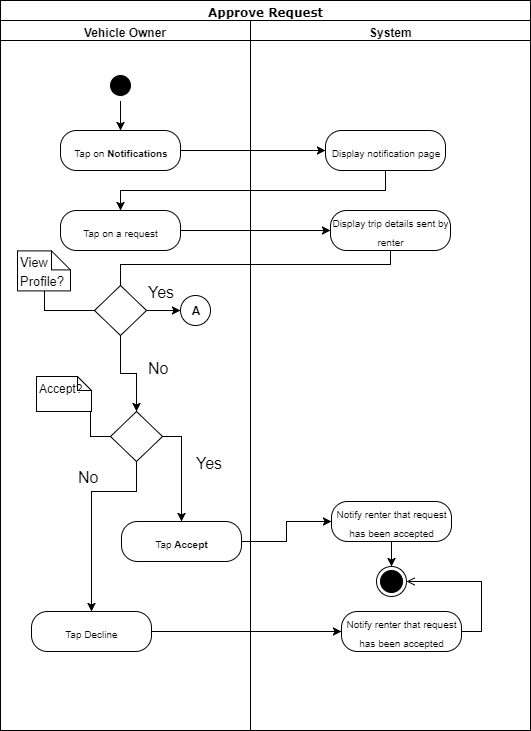 Approve Request
Vehicle Owner
System
Tap on Notifications
Display notification page
Tap on a request
Display trip details sent by
renter
View
Profile?
Yes
A
No
Accept?
Yes
No
Notify renter that request
has been accepted
Tap Accept
Tap Decline
Notify renter that request
has been accepted